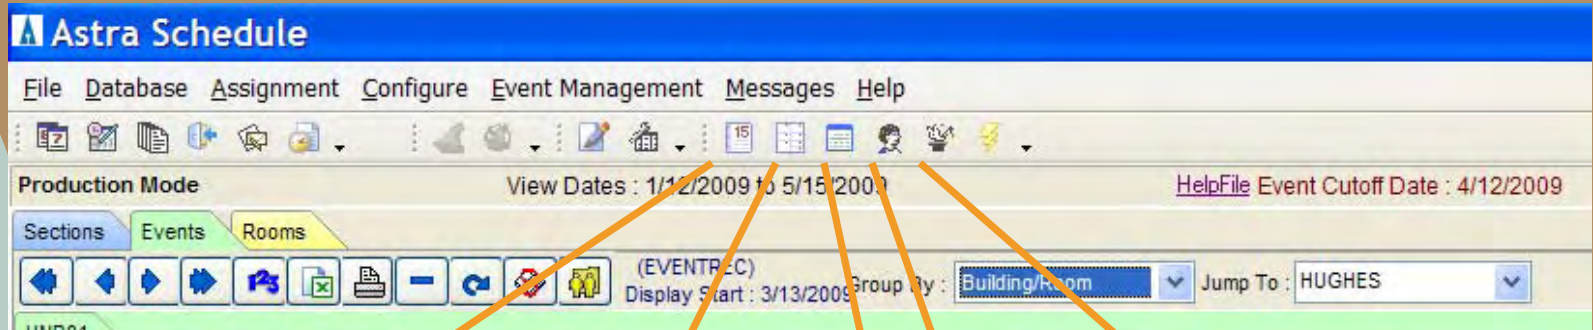 Astra Schedule
File Database Assignment Configure Event Management Messages Help
15
Production Mode View Dates : 1/12/2009 to 5/15/2009 HelpFile Event Cutoff Date : 4/12/2009
Sections Events Rooms
123 (EVENTREC) Group By : Building/Room Jump To : HUGHES
Display Start : 3/13/2009